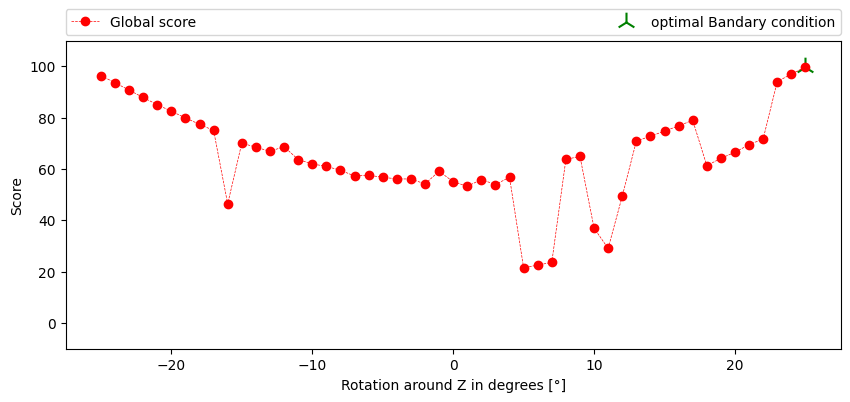 Global score
optimal Bandary condition
100
80
60
40
20
0
Score
−20
−10
0
10
20
Rotation around Z in degrees [°]